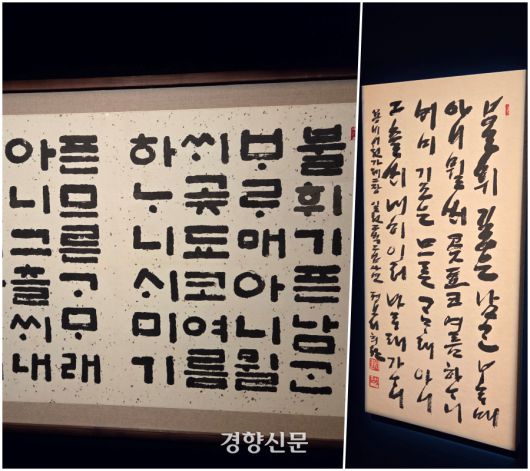 불휘기픈남ᄀᆞᆫ
ᄇᆞᄅᆞ매아니뮐
ᄊᆡ곶됴코여름
하ᄂᆞ니ᄉᆡ미기
픈므른ᄀᆞᄆᆞ래
아니그츨ᄊᆡ내
불휘 기픈 남ᄀᆞᆫ ᄇᆞᄅᆞ매
아니 뮐ᄊᆡ 곶 됴코 여름 하ᄂᆞ니
ᄉᆡ미 기픈 므른 ᄀᆞᄆᆞ래 아니
그츨ᄊᆡ 내히 이러 바ᄅᆞ래 가ᄂᆞ니
경향신문